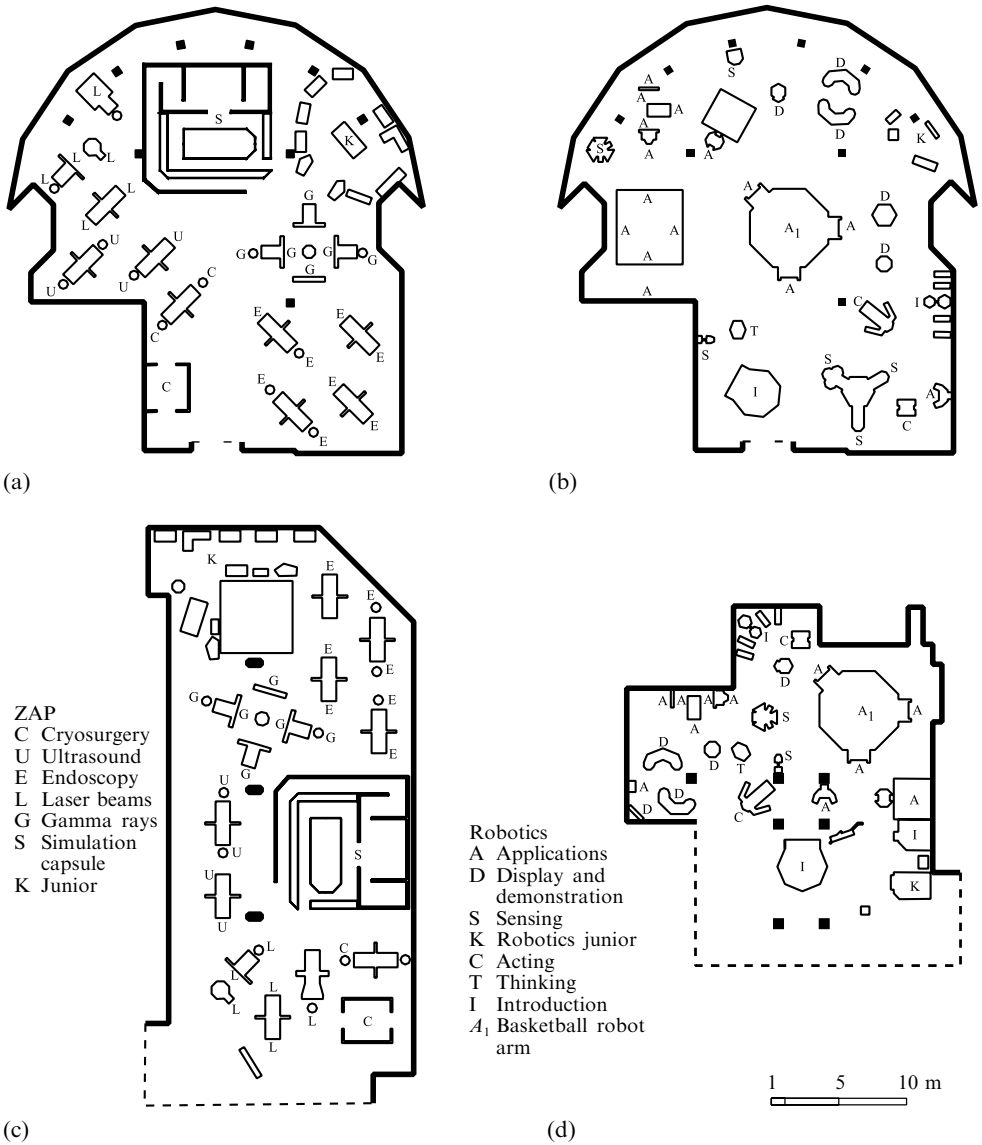 L
S
K
L
L
L
L
G
L
U
U
G
G
G
G
G
U
U
C
E
E
C
E
E
C
E
E
E
E
(a)
S
D
A
A
A
D
A
A
A
D
K
S
A
A
A
A
A
A
A1
A
D
D
A
A
C
I
S
T
I
S
S
A
C
S
(b)
K
E
E
E
E
G
E
G
G
G
G
E
U
U
U
U
S
L
L
L
L
L
L
C
C
(c)
ZAP
C Cryosurgery
U Ultrasound
E Endoscopy
L Laser beams
G Gamma rays
S Simulation
capsule
K Junior
I
C
D
A
A
A
A
A
A
S
A1
A
D
D
T
S
A
A
D
D
C
A
A
I
I
K
(d)
Robotics
A Applications
D Display and
demonstration
S Sensing
K Robotics junior
C Acting
T Thinking
I Introduction
A1 Basketball robot
arm
1 5 10 m